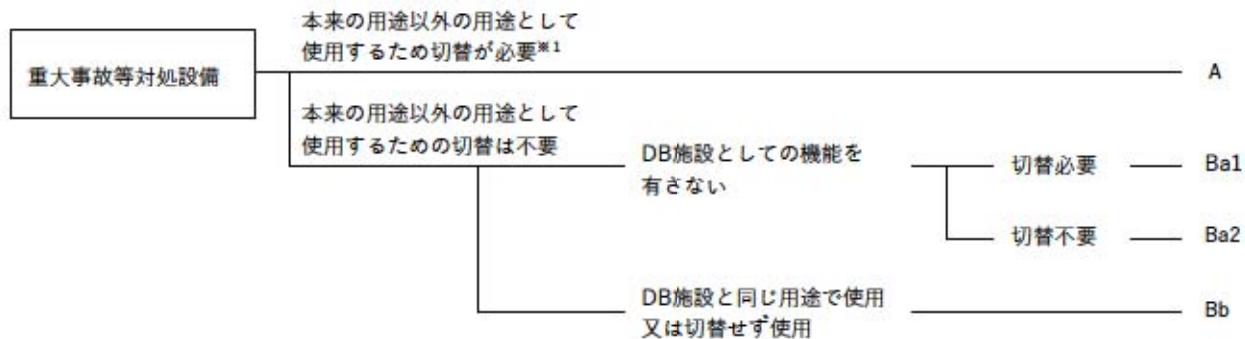 本来の用途以外の用途として
使用するため切替が必要※1
重大事故等対処設備
A
本来の用途以外の用途として
使用するための切替は不要
DB施設としての機能を
有さない
切替必要
Ba1
切替不要
Ba2
DB施設と同じ用途で使用
又は切替せず使用
Bb